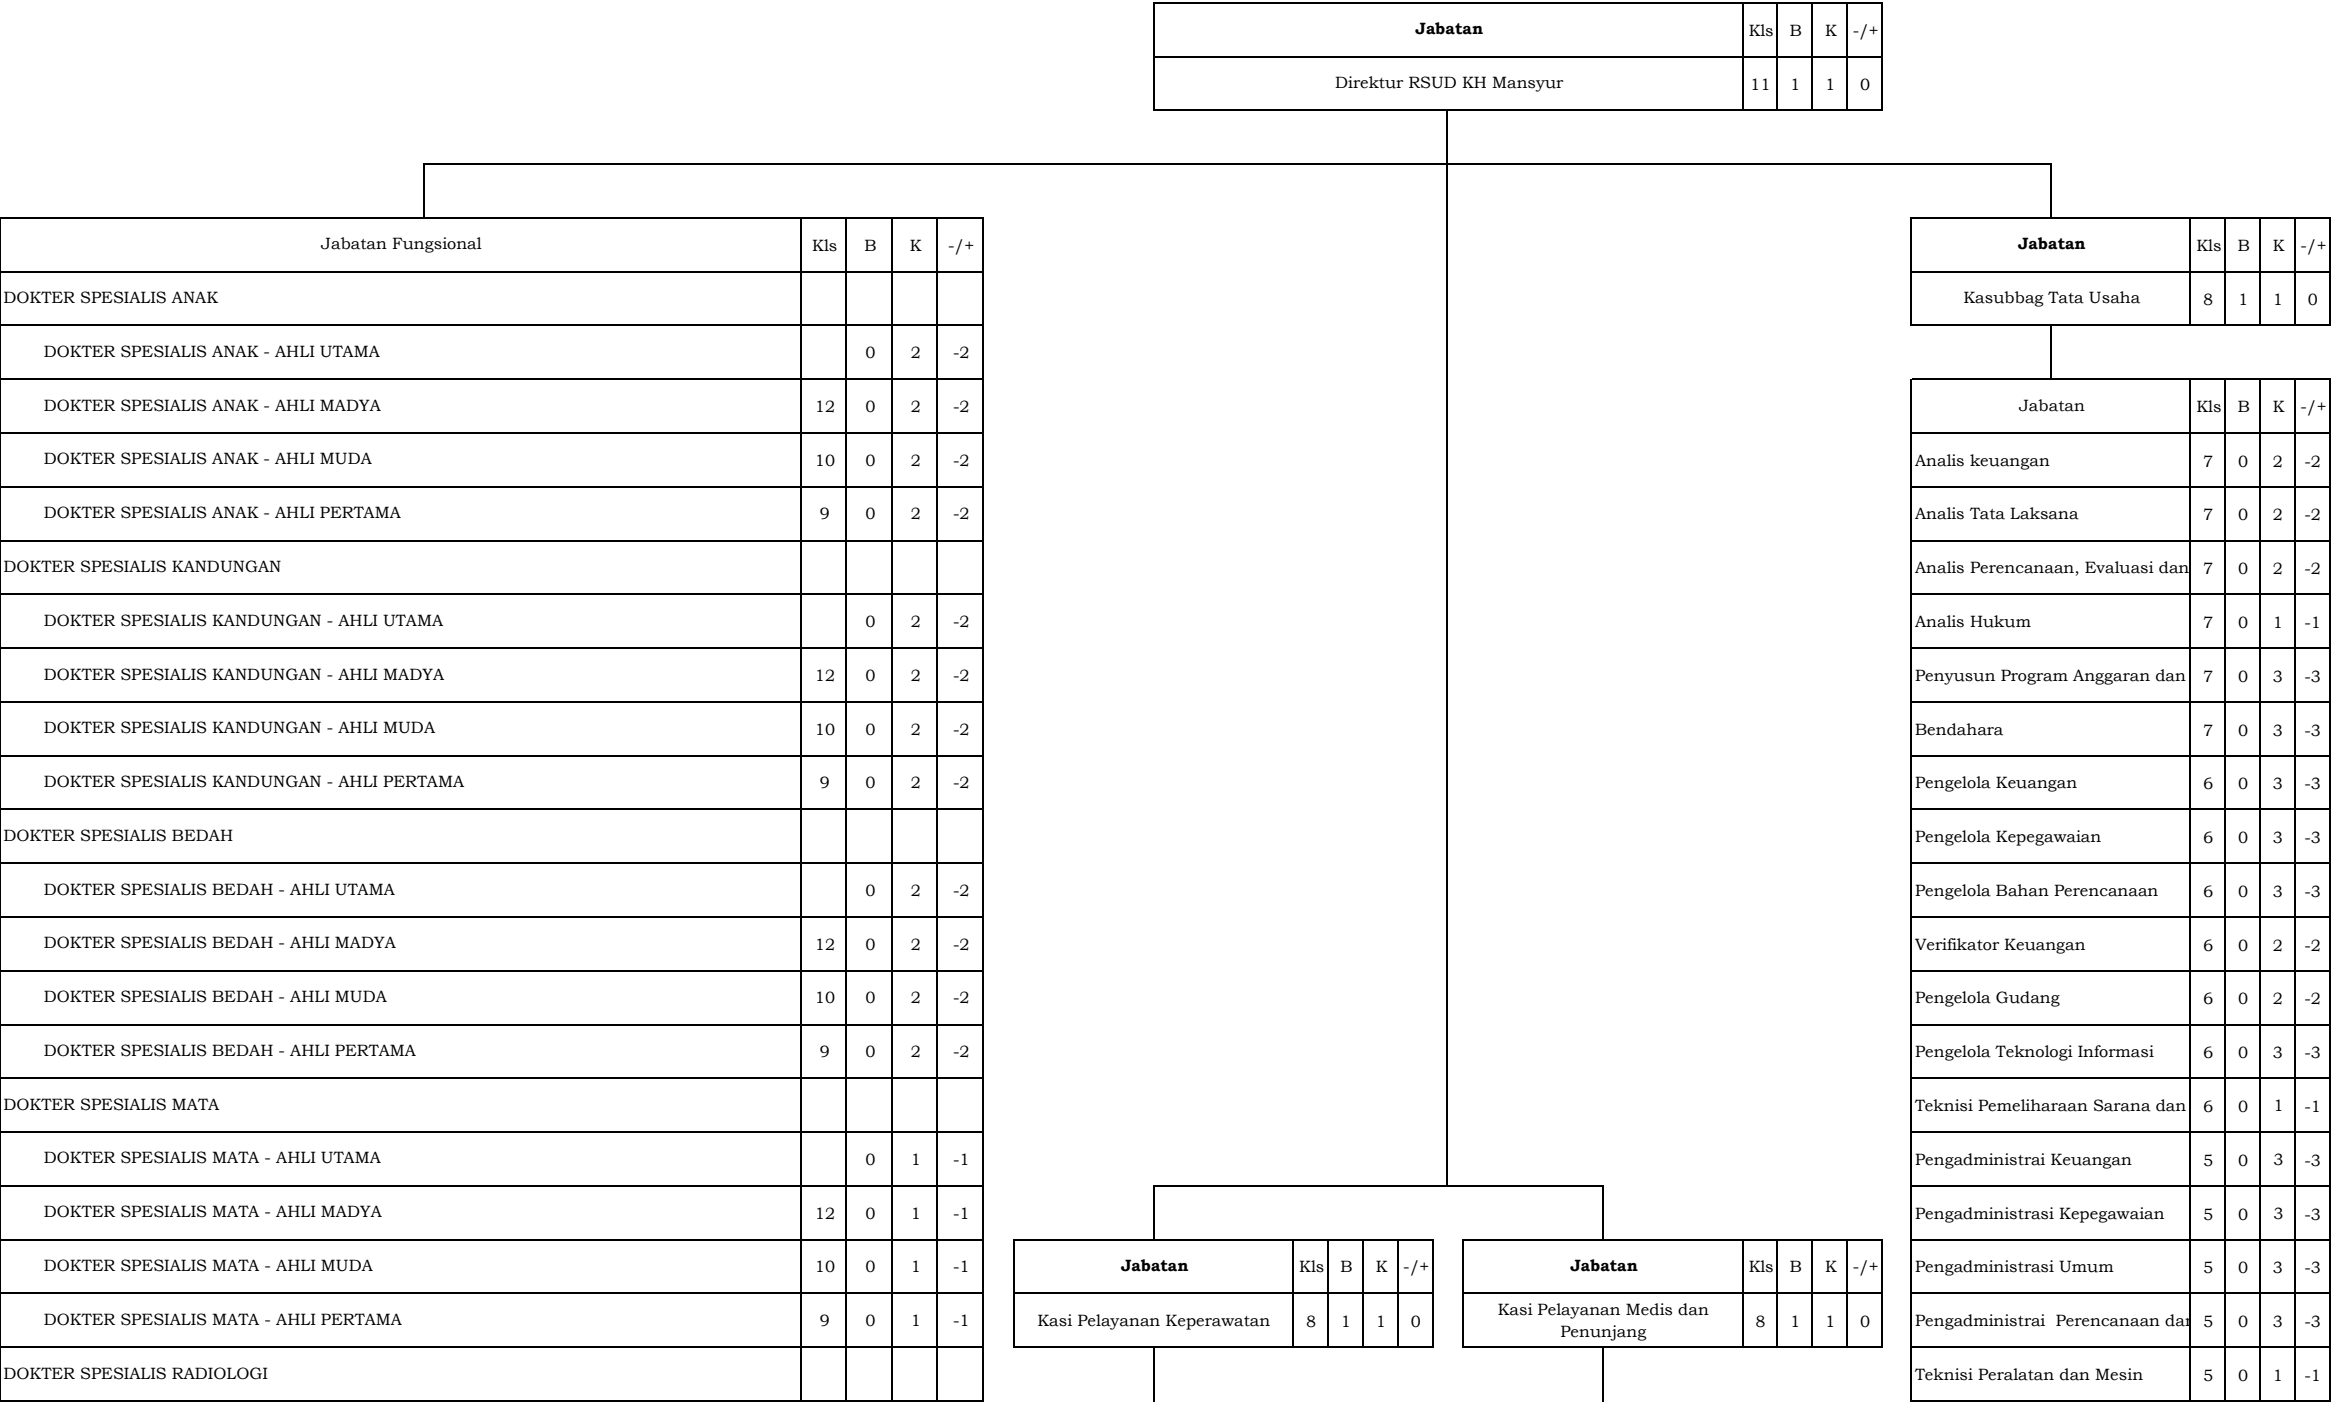 Jabatan Kls B K -/+
Direktur RSUD KH Mansyur 11 1 1 0
Jabatan Fungsional Kls B K -/+
DOKTER SPESIALIS ANAK
DOKTER SPESIALIS ANAK - AHLI UTAMA 0 2 -2
DOKTER SPESIALIS ANAK - AHLI MADYA 12 0 2 -2
DOKTER SPESIALIS ANAK - AHLI MUDA 10 0 2 -2
DOKTER SPESIALIS ANAK - AHLI PERTAMA 9 0 2 -2
DOKTER SPESIALIS KANDUNGAN
DOKTER SPESIALIS KANDUNGAN - AHLI UTAMA 0 2 -2
DOKTER SPESIALIS KANDUNGAN - AHLI MADYA 12 0 2 -2
DOKTER SPESIALIS KANDUNGAN - AHLI MUDA 10 0 2 -2
DOKTER SPESIALIS KANDUNGAN - AHLI PERTAMA 9 0 2 -2
DOKTER SPESIALIS BEDAH
DOKTER SPESIALIS BEDAH - AHLI UTAMA 0 2 -2
DOKTER SPESIALIS BEDAH - AHLI MADYA 12 0 2 -2
DOKTER SPESIALIS BEDAH - AHLI MUDA 10 0 2 -2
DOKTER SPESIALIS BEDAH - AHLI PERTAMA 9 0 2 -2
DOKTER SPESIALIS MATA
DOKTER SPESIALIS MATA - AHLI UTAMA 0 1 -1
DOKTER SPESIALIS MATA - AHLI MADYA 12 0 1 -1
DOKTER SPESIALIS MATA - AHLI MUDA 10 0 1 -1
DOKTER SPESIALIS MATA - AHLI PERTAMA 9 0 1 -1
DOKTER SPESIALIS RADIOLOGI
Jabatan Kls B K -/+
Kasi Pelayanan Keperawatan 8 1 1 0
Jabatan Kls B K -/+
Kasi Pelayanan Medis dan
Penunjang 8 1 1 0
Jabatan Kls B K -/+
Kasubbag Tata Usaha 8 1 1 0
Jabatan Kls B K -/+
Analis keuangan 7 0 2 -2
Analis Tata Laksana 7 0 2 -2
Analis Perencanaan, Evaluasi dan 7 0 2 -2
Analis Hukum 7 0 1 -1
Penyusun Program Anggaran dan 7 0 3 -3
Bendahara 7 0 3 -3
Pengelola Keuangan 6 0 3 -3
Pengelola Kepegawaian 6 0 3 -3
Pengelola Bahan Perencanaan 6 0 3 -3
Verifikator Keuangan 6 0 2 -2
Pengelola Gudang 6 0 2 -2
Pengelola Teknologi Informasi 6 0 3 -3
Teknisi Pemeliharaan Sarana dan 6 0 1 -1
Pengadministrai Keuangan 5 0 3 -3
Pengadministrasi Kepegawaian 5 0 3 -3
Pengadministrasi Umum 5 0 3 -3
Pengadministrai Perencanaan dan 5 0 3 -3
Teknisi Peralatan dan Mesin 5 0 1 -1